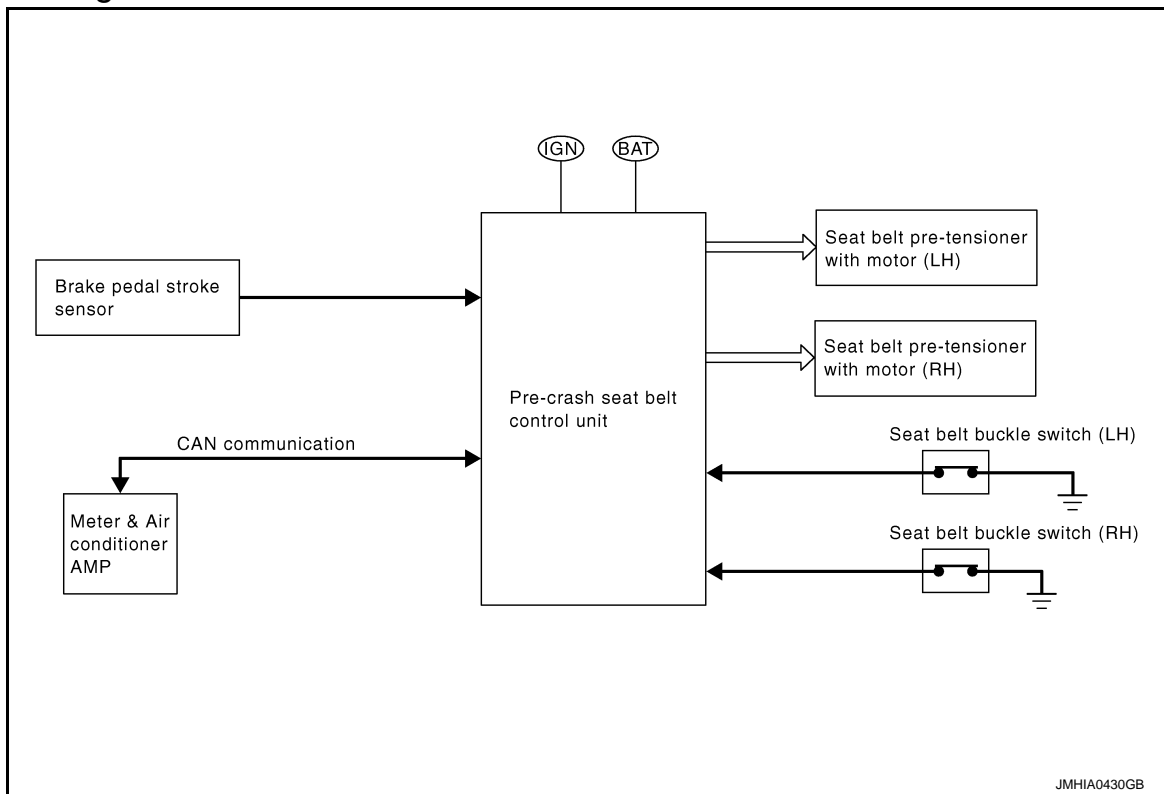 IGN
BAT
Brake pedal stroke
sensor
Seat belt pre-tensioner
with motor (LH)
Seat belt pre-tensioner
with motor (RH)
Pre-crash seat belt
control unit
CAN communication
Meter & Air
conditioner
AMP
Seat belt buckle switch (LH)
Seat belt buckle switch (RH)
JMHIA0430GB